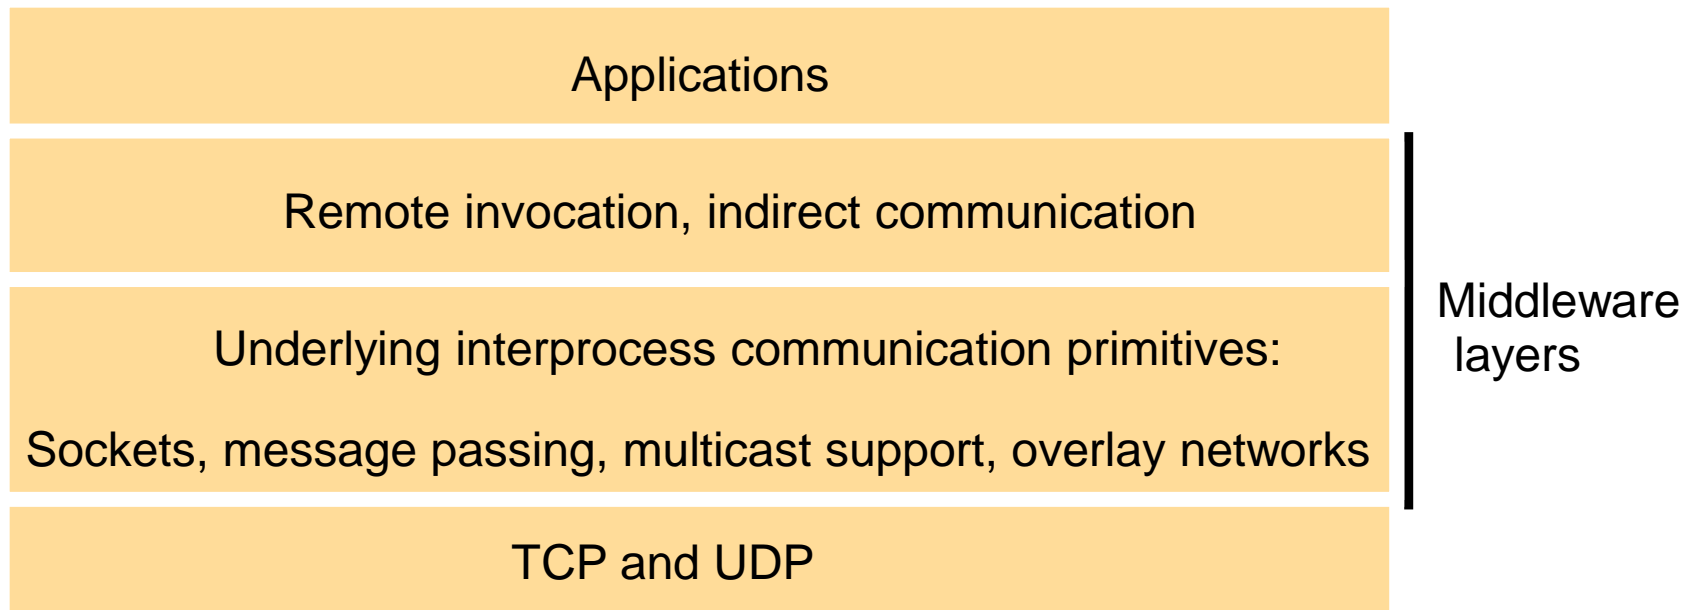 Applications
Remote invocation, indirect communication
Underlying interprocess communication primitives:
Sockets, message passing, multicast support, overlay networks
TCP and UDP
Middleware
layers